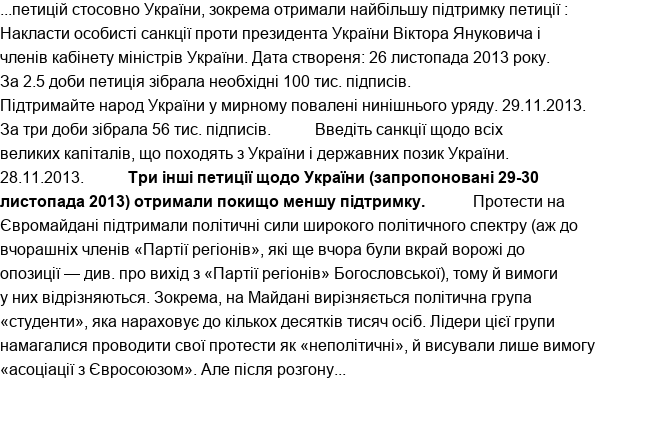 ...петицій стосовно України, зокрема отримали найбільшу підтримку петиції :
Накласти особисті санкції проти президента України Віктора Януковича і
членів кабінету міністрів України. Дата створеня: 26 листопада 2013 року.
За 2.5 доби петиція зібрала необхідні 100 тис. підписів.
Підтримайте народ України у мирному повалені нинішнього уряду. 29.11.2013.
За три доби зібрала 56 тис. підписів. Введіть санкції щодо всіх
великих капіталів, що походять з України і державних позик України.
28.11.2013. Три інші петиції щодо України (запропоновані 29-30
листопада 2013) отримали покищо меншу підтримку. Протести на
Євромайдані підтримали політичні сили широкого політичного спектру (аж до
вчорашніх членів «Партії регіонів», які ще вчора були вкрай ворожі до
опозиції — див. про вихід з «Партії регіонів» Богословської), тому й вимоги
у них відрізняються. Зокрема, на Майдані вирізняється політична група
«студенти», яка нараховує до кількох десятків тисяч осіб. Лідери цієї групи
намагалися проводити свої протести як «неполітичні», й висували лише вимогу
«асоціації з Євросоюзом». Але після розгону...